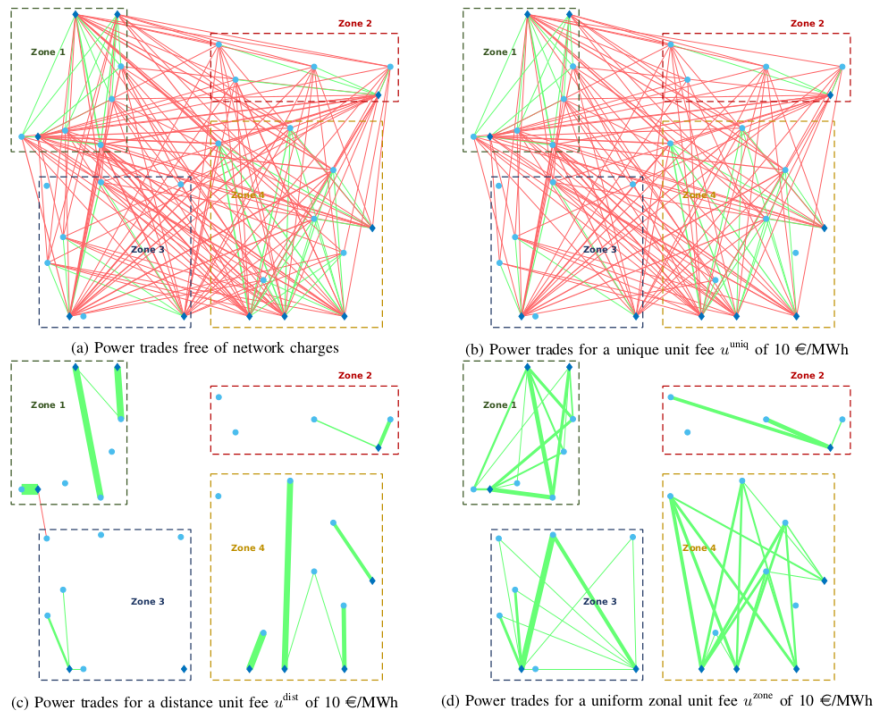 Zone 2
Zone 1
Zone 4
Zone 3
(a) Power trades free of network charges
Zone 2
Zone 1
Zone 4
Zone 3
(b) Power trades for a unique unit fee u^uniq of 10 €/MWh
Zone 2
Zone 1
Zone 4
Zone 3
(c) Power trades for a distance unit fee u^dist of 10 €/MWh
Zone 2
Zone 1
Zone 4
Zone 3
(d) Power trades for a uniform zonal unit fee u^zone of 10 €/MWh